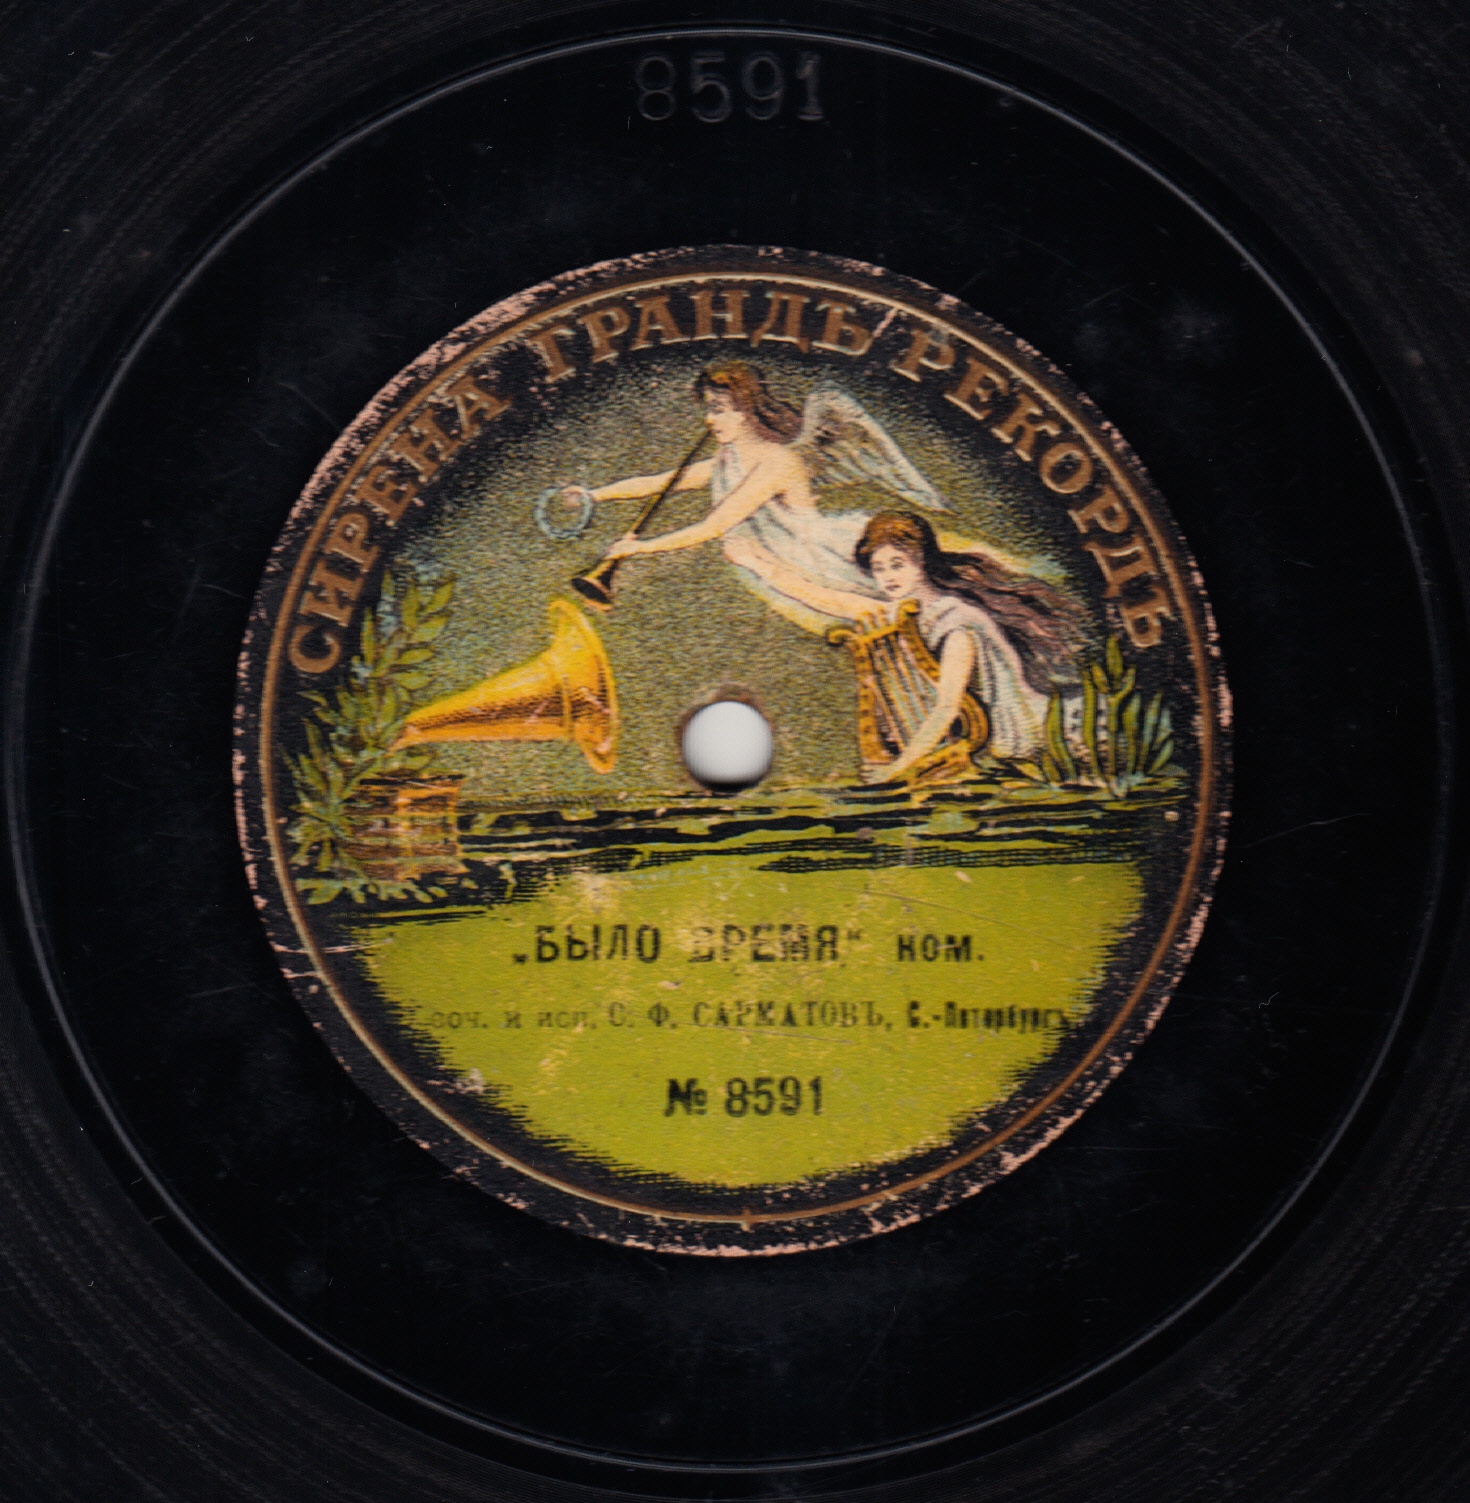 8591
СИРЕНА ГРАНДЪ РЕКОРДЪ
„БЫЛО ВРЕМЯ“ ком.
соч. и исп. С. Ф. САРМАТОВЪ, С.-Петербургъ
№ 8591